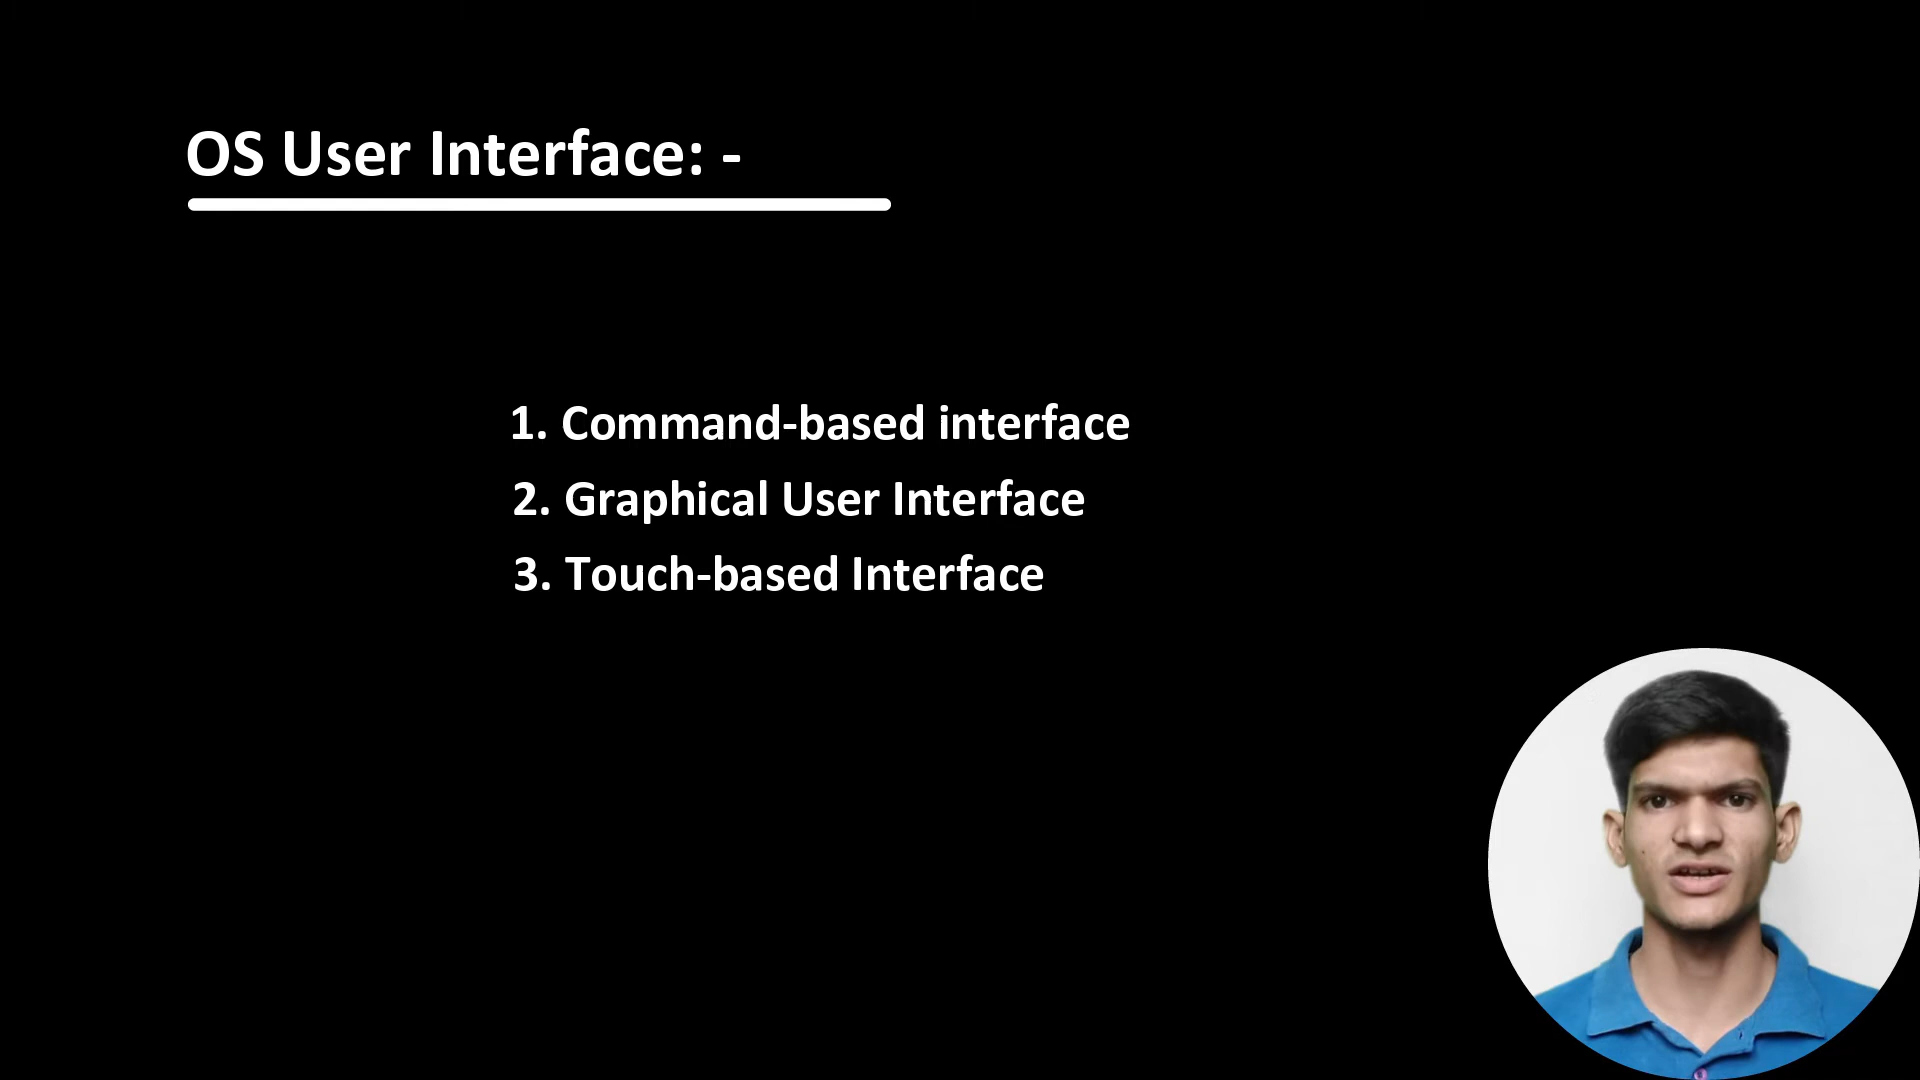 OS User Interface: -
1. Command-based interface
2. Graphical User Interface
3. Touch-based Interface